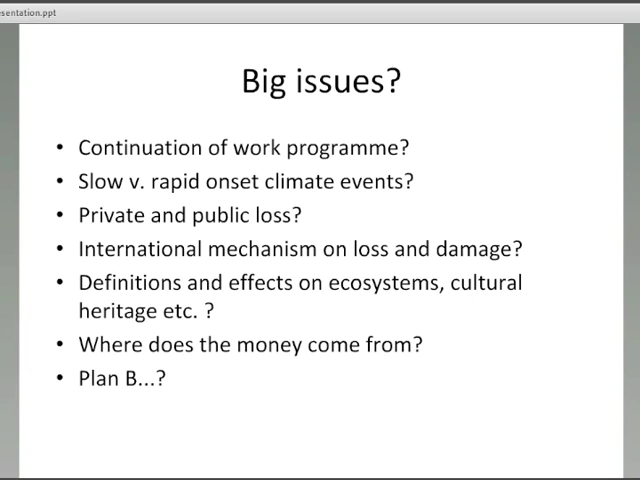 esentation.ppt
Big issues?
• Continuation of work programme?
• Slow v. rapid onset climate events?
• Private and public loss?
• International mechanism on loss and damage?
• Definitions and effects on ecosystems, cultural
heritage etc. ?
• Where does the money come from?
• Plan B...?